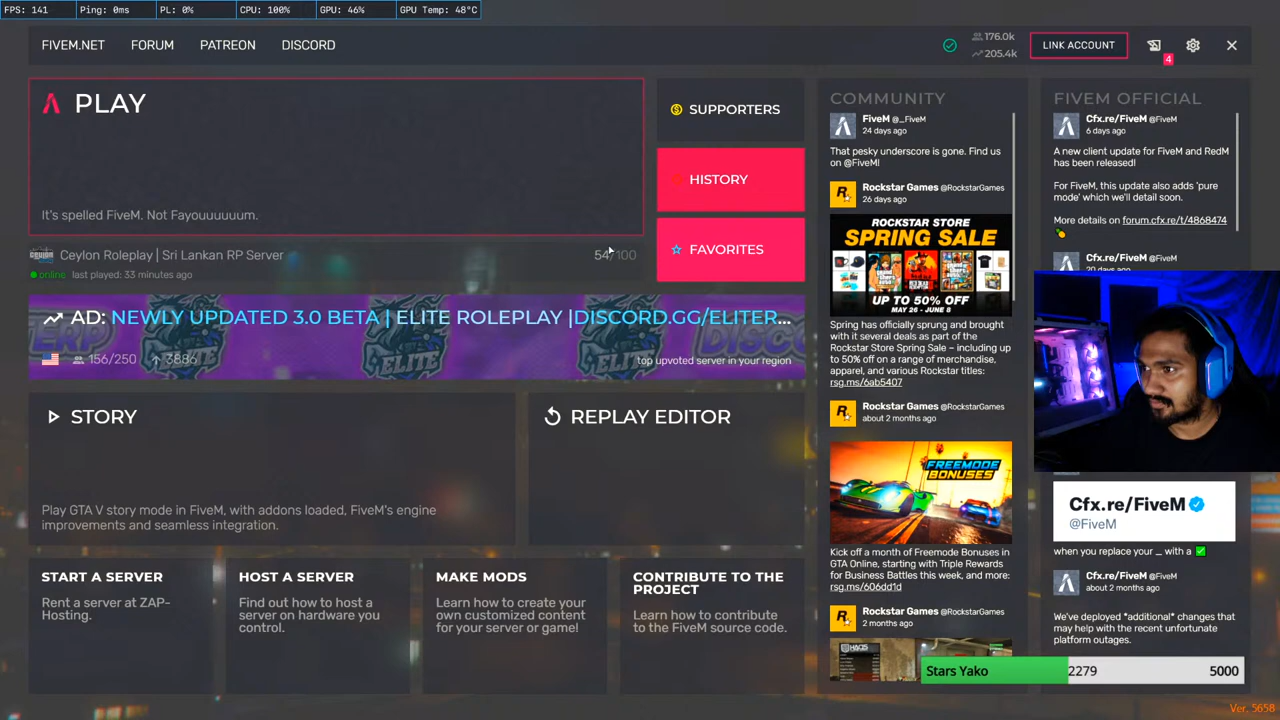 FPS: 141
Ping: 0ms
PL: 0%
CPU: 100%
GPU: 46%
GPU Temp: 48°C
FIVEM.NET
FORUM
PATREON
DISCORD
176.0k
205.4k
LINK ACCOUNT
4
PLAY
It's spelled FiveM. Not Fayouuuuuum.
Ceylon Roleplay | Sri Lankan RP Server
54/100
online last played: 33 minutes ago
SUPPORTERS
HISTORY
FAVORITES
AD: NEWLY UPDATED 3.0 BETA | ELITE ROLEPLAY |DISCORD.GG/ELITER...
156/250
3886
top upvoted server in your region
ELITE
ELITE
ELITE
STORY
Play GTA V story mode in FiveM, with addons loaded, FiveM's engine
improvements and seamless integration.
REPLAY EDITOR
START A SERVER
Rent a server at ZAP-
Hosting.
HOST A SERVER
Find out how to host a
server on hardware you
control.
MAKE MODS
Learn how to create your
own customized content
for your server or game!
CONTRIBUTE TO THE
PROJECT
Learn how to contribute
to the FiveM source code.
COMMUNITY
FiveM @_FiveM
24 days ago
That pesky underscore is gone. Find us
on @FiveM!
Rockstar Games @RockstarGames
26 days ago
ROCKSTAR STORE
SPRING SALE
UP TO 50% OFF
MAY 26 - JUNE 8
Spring has officially sprung and brought
with it several deals as part of the
Rockstar Store Spring Sale – including up
to 50% off on a range of merchandise,
apparel, and various Rockstar titles:
rsg.ms/6ab5407
Rockstar Games @RockstarGames
about 2 months ago
FREEMODE
BONUSES
Kick off a month of Freemode Bonuses in
GTA Online, starting with Triple Rewards
for Business Battles this week, and more:
rsg.ms/606dd1d
Rockstar Games @RockstarGames
2 months ago
FIVEM OFFICIAL
Cfx.re/FiveM @FiveM
6 days ago
A new client update for FiveM and RedM
has been released!
For FiveM, this update also adds 'pure
mode' which we'll detail soon.
More details on forum.cfx.re/t/4868474
Cfx.re/FiveM @FiveM
Cfx.re/FiveM
@FiveM
when you replace your _ with a ✅
Cfx.re/FiveM @FiveM
about 2 months ago
We've deployed *additional* changes that
may help with the recent unfortunate
platform outages.
Stars Yako
2279
5000
Ver. 5658